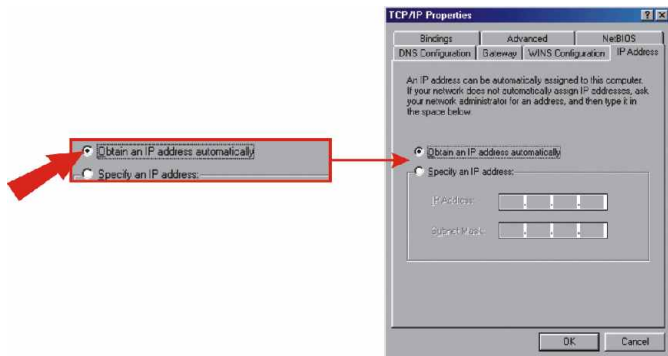 Obtain an IP address automatically
Specify an IP address:
TCP/IP Properties
Bindings
Advanced
NetBIOS
DNS Configuration
Gateway
WINS Configuration
IP Address
An IP address can be automatically assigned to this computer.
If your network does not automatically assign IP addresses, ask
your network administrator for an address, and then type it in
the space below.
Obtain an IP address automatically
Specify an IP address:
IP Address:
Subnet Mask:
OK
Cancel